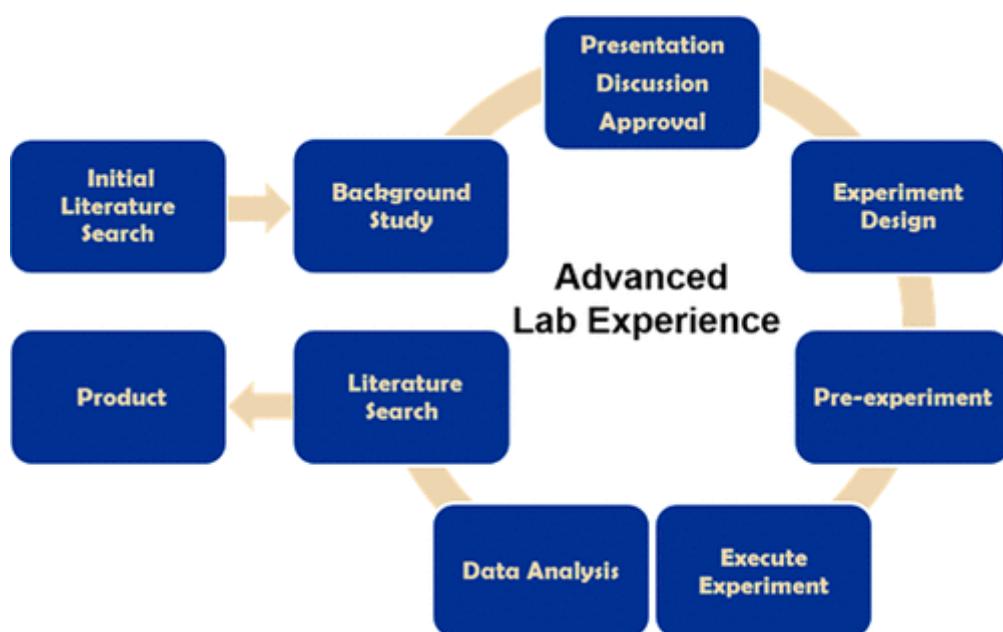 Presentation
Discussion
Approval
Initial
Literature
Search
Background
Study
Experiment
Design
Advanced
Lab Experience
Product
Literature
Search
Pre-experiment
Data Analysis
Execute
Experiment